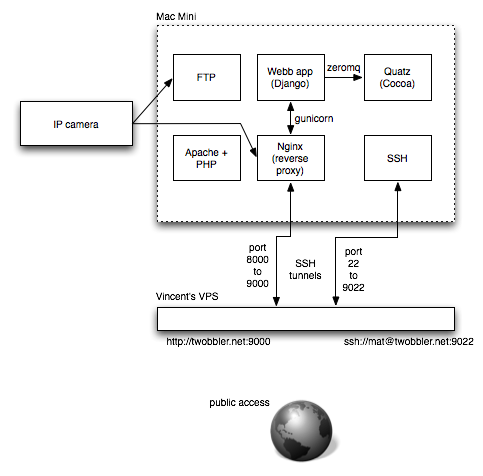 Mac Mini
FTP
Webb app
(Django)
zeromq
Quatz
(Cocoa)
IP camera
gunicorn
Apache +
PHP
Nginx
(reverse
proxy)
SSH
port
8000
to
9000
SSH
tunnels
port
22
to
9022
Vincent's VPS
http://twobbler.net:9000
ssh://mat@twobbler.net:9022
public access